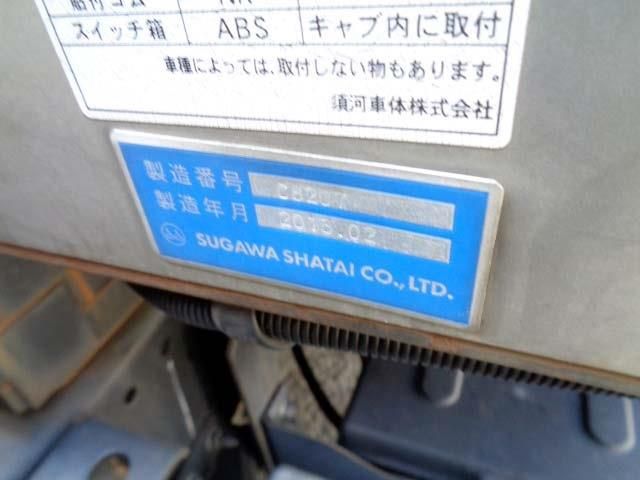 スイッチ箱 ABS キャブ内に取付
車種によっては、取付しない物もあります。
須河車体株式会社
製造番号
製造年月 2013.02
SUGAWA SHATAI CO., LTD.